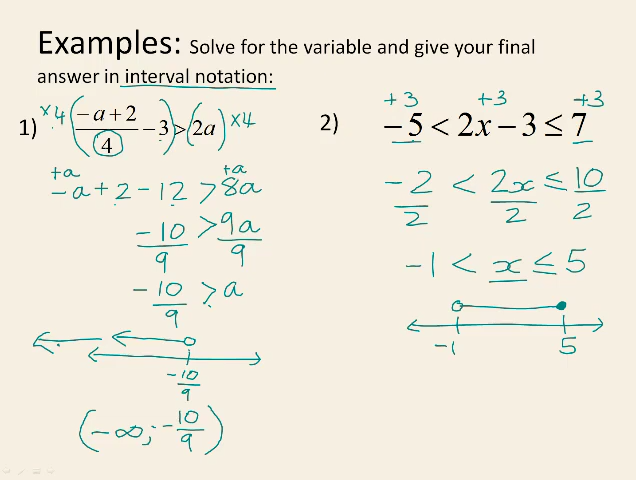 Examples: Solve for the variable and give your final
answer in interval notation:
1) ×4 ( (-a + 2)/4 - 3 ) > ( 2a ) ×4
+a +a
-a + 2 - 12 > 8a
-10/9 > 9a/9
-10/9 > a
-10/9
(-∞; -10/9)
2)
+3 +3 +3
-5 < 2x - 3 ≤ 7
-2/2 < 2x/2 ≤ 10/2
-1 < x ≤ 5
-1 5